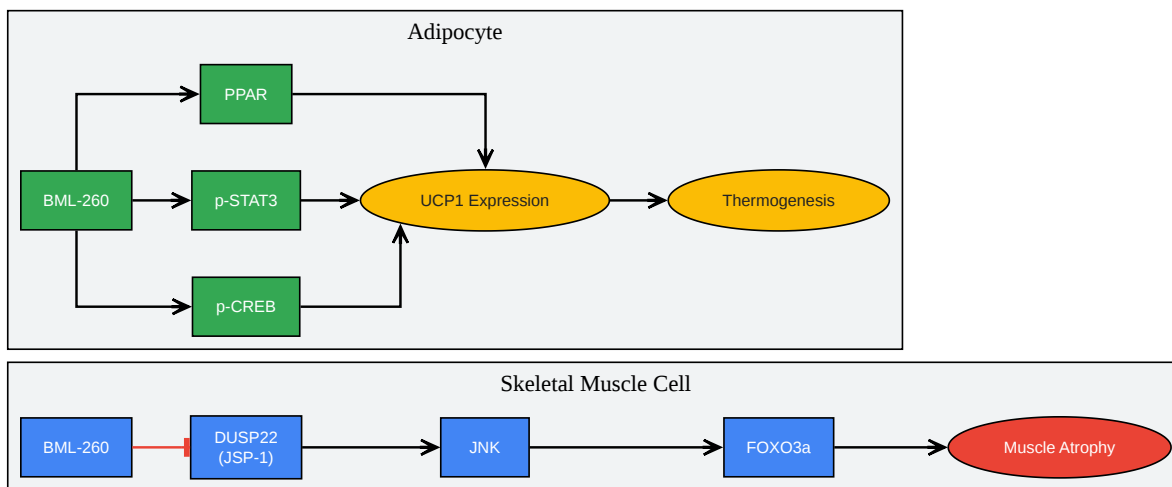 Adipocyte
PPAR
BML-260
p-STAT3
UCP1 Expression
Thermogenesis
p-CREB
Skeletal Muscle Cell
BML-260
DUSP22
(JSP-1)
JNK
FOXO3a
Muscle Atrophy